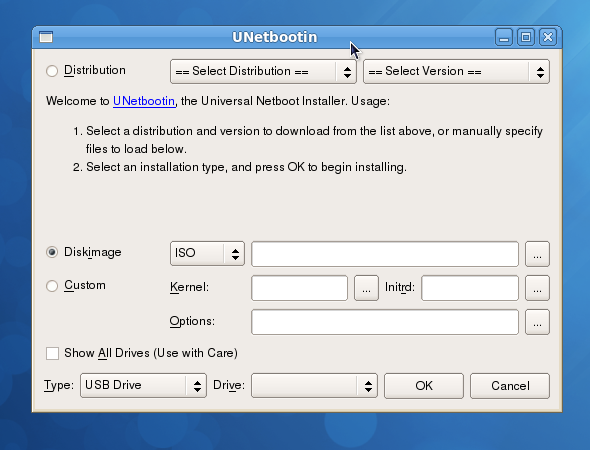 UNetbootin
Distribution == Select Distribution == == Select Version ==
Welcome to UNetbootin, the Universal Netboot Installer. Usage:
1. Select a distribution and version to download from the list above, or manually specify
files to load below.
2. Select an installation type, and press OK to begin installing.
Diskimage ISO ...
Custom Kernel: ... Initrd: ...
Options: ...
Show All Drives (Use with Care)
Type: USB Drive Drive: OK Cancel